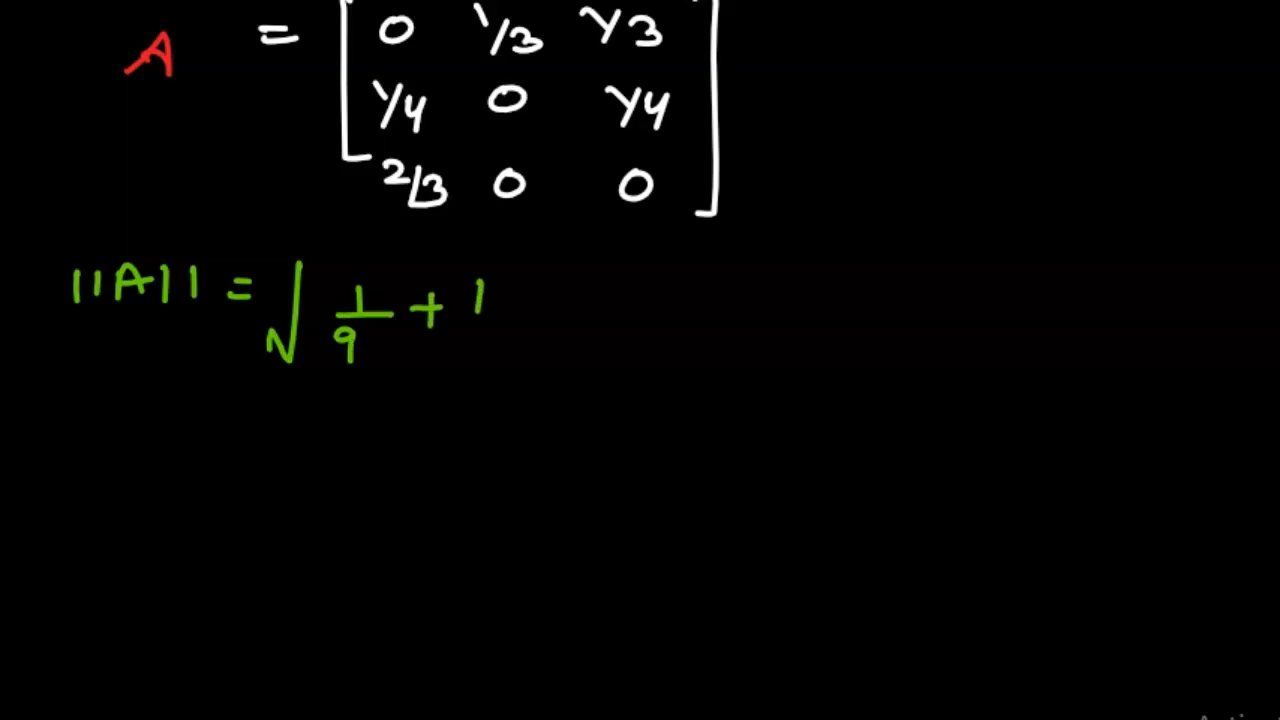 A = [ 0 1/3 1/3
1/4 0 1/4
2/3 0 0 ]
||A|| = √ 1/9 + 1